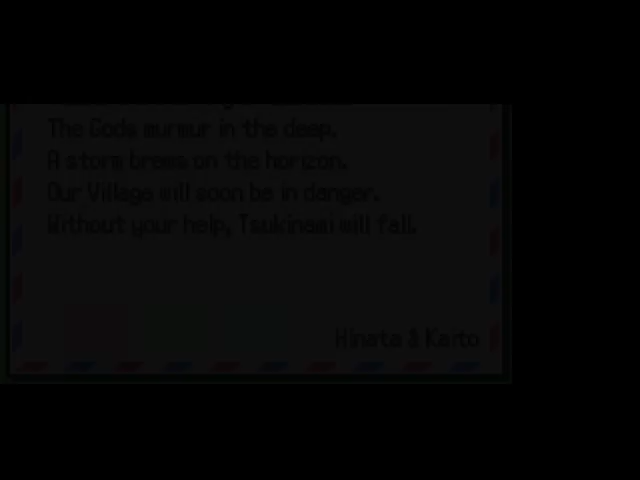 The Gods murmur in the deep.
A storm brews on the horizon.
Our Village will soon be in danger.
Without your help, Tsukinami will fall.
Hinata & Kaito